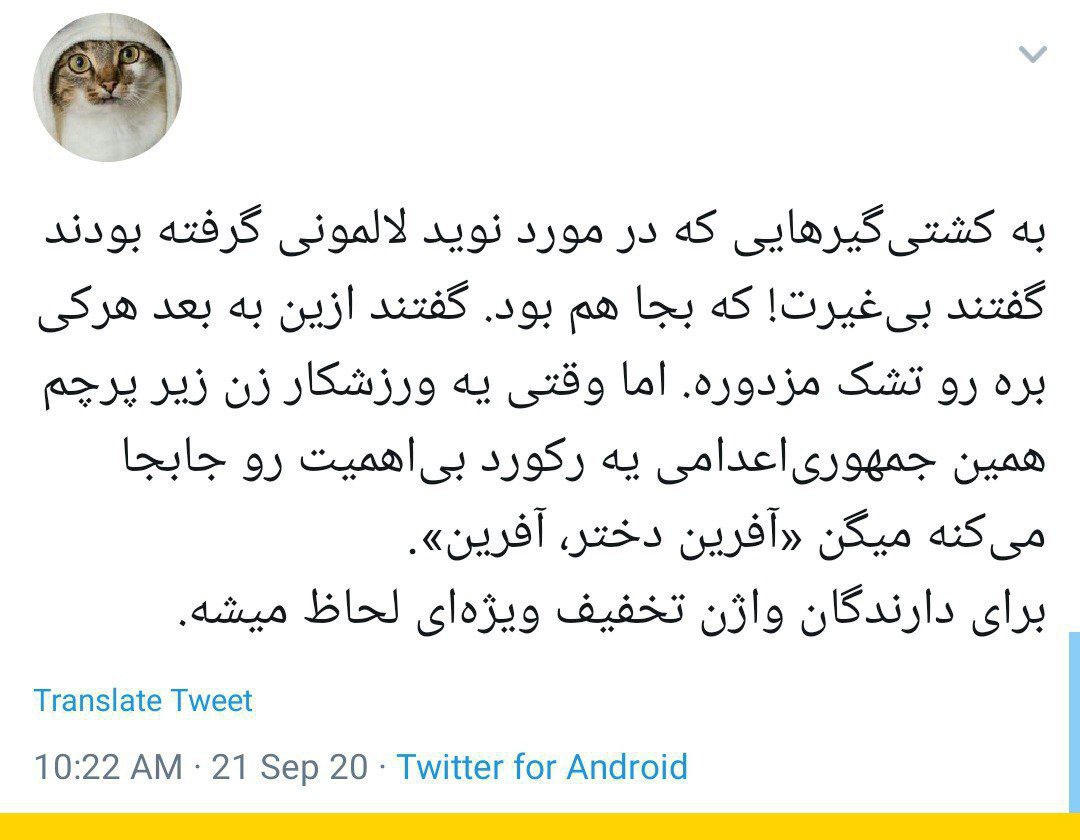 به کشتی‌گیرهایی که در مورد نوید لالمونی گرفته بودند
گفتند بی‌غیرت! که بجا هم بود. گفتند ازین به بعد هرکی
بره رو تشک مزدوره. اما وقتی یه ورزشکار زن زیر پرچم
همین جمهوری‌اعدامی یه رکورد بی‌اهمیت رو جابجا
می‌کنه میگن «آفرین دختر، آفرین».
برای دارندگان واژن تخفیف ویژه‌ای لحاظ میشه.
Translate Tweet
10:22 AM · 21 Sep 20 · Twitter for Android